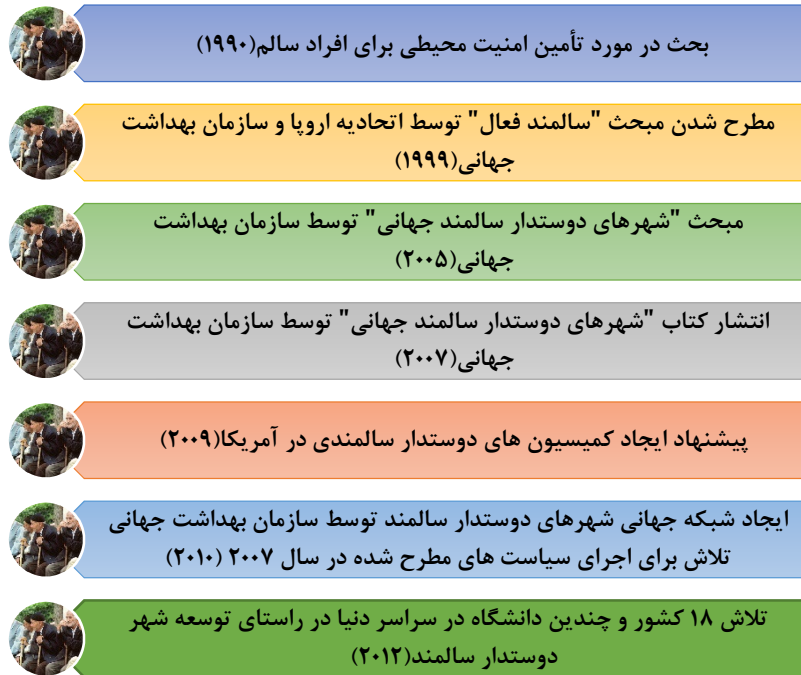 بحث در مورد تأمین امنیت محیطی برای افراد سالم(۱۹۹۰)
مطرح شدن مبحث "سالمند فعال" توسط اتحادیه اروپا و سازمان بهداشت
جهانی(۱۹۹۹)
مبحث "شهرهای دوستدار سالمند جهانی" توسط سازمان بهداشت
جهانی(۲۰۰۵)
انتشار کتاب "شهرهای دوستدار سالمند جهانی" توسط سازمان بهداشت
جهانی(۲۰۰۷)
پیشنهاد ایجاد کمیسیون های دوستدار سالمندی در آمریکا(۲۰۰۹)
ایجاد شبکه جهانی شهرهای دوستدار سالمند توسط سازمان بهداشت جهانی
تلاش برای اجرای سیاست های مطرح شده در سال ۲۰۰۷ (۲۰۱۰)
تلاش ۱۸ کشور و چندین دانشگاه در سراسر دنیا در راستای توسعه شهر
دوستدار سالمند(۲۰۱۲)